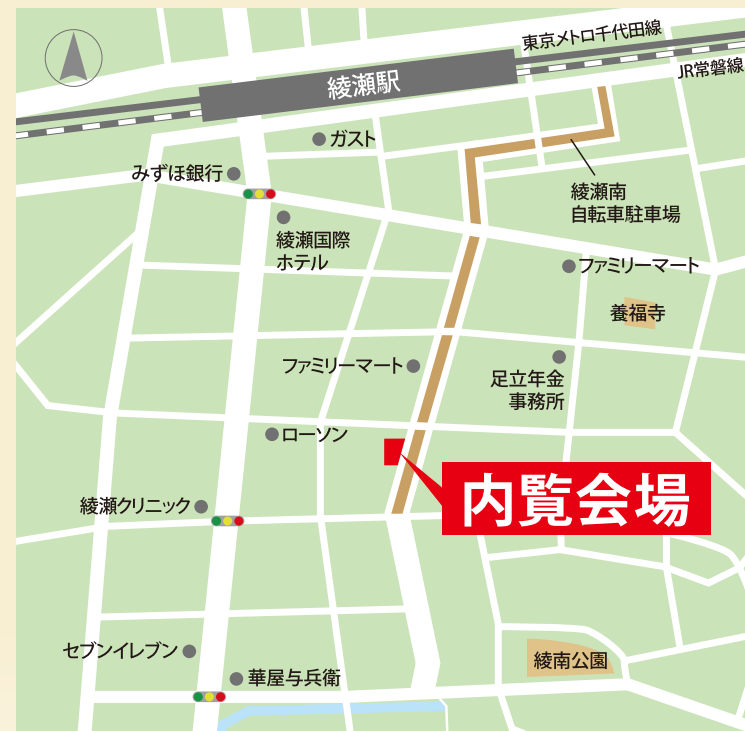 東京メトロ千代田線
JR常磐線
綾瀬駅
ガスト
みずほ銀行
綾瀬南
自転車駐車場
綾瀬国際
ホテル
ファミリーマート
養福寺
ファミリーマート
足立年金
事務所
ローソン
内覧会場
綾瀬クリニック
セブンイレブン
綾南公園
華屋与兵衛